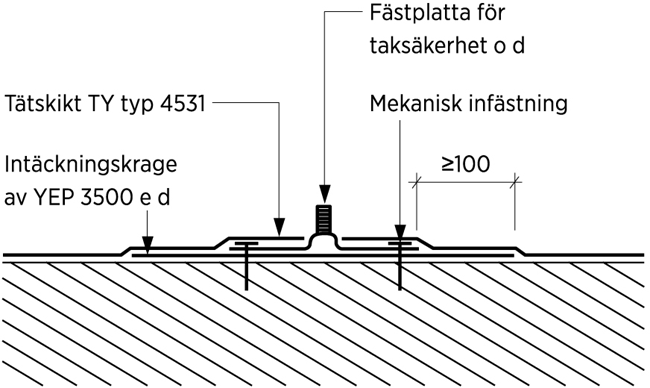 Fästplatta för
taksäkerhet o d
Tätskikt TY typ 4531
Mekanisk infästning
Intäckningskrage
av YEP 3500 e d
≥100